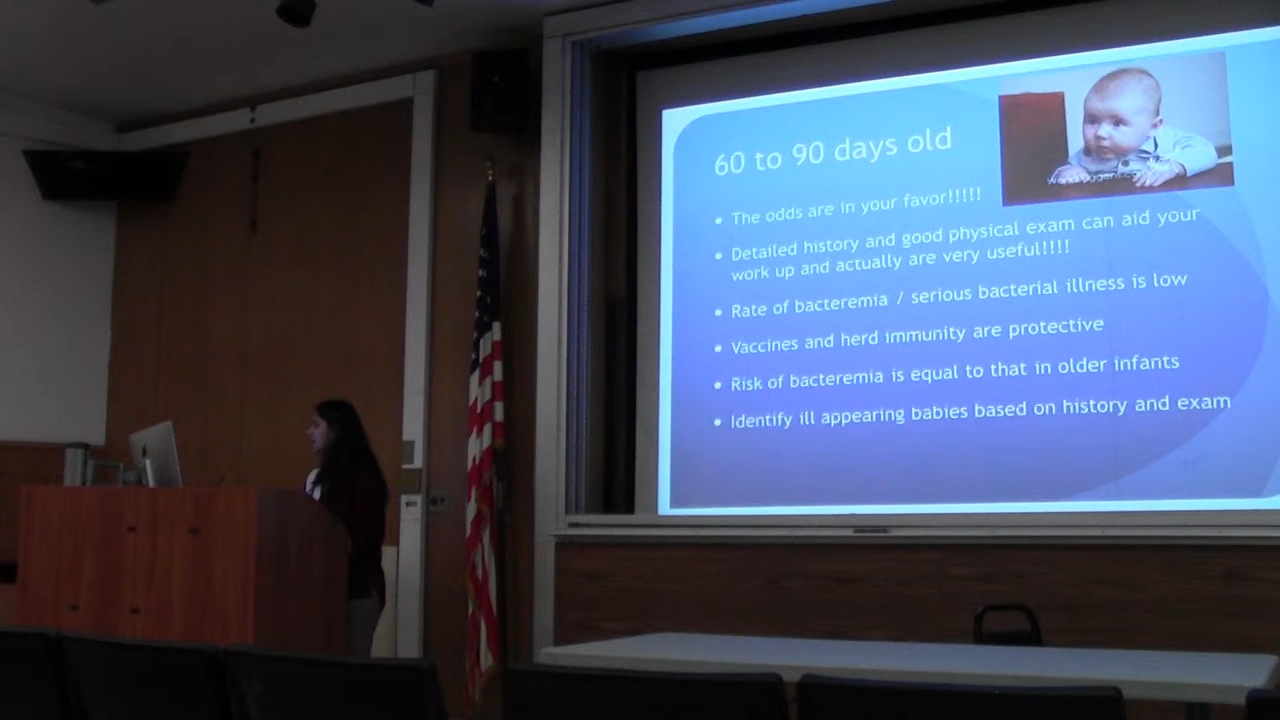 60 to 90 days old
• The odds are in your favor!!!!!
• Detailed history and good physical exam can aid your
work up and actually are very useful!!!!
• Rate of bacteremia / serious bacterial illness is low
• Vaccines and herd immunity are protective
• Risk of bacteremia is equal to that in older infants
• Identify ill appearing babies based on history and exam